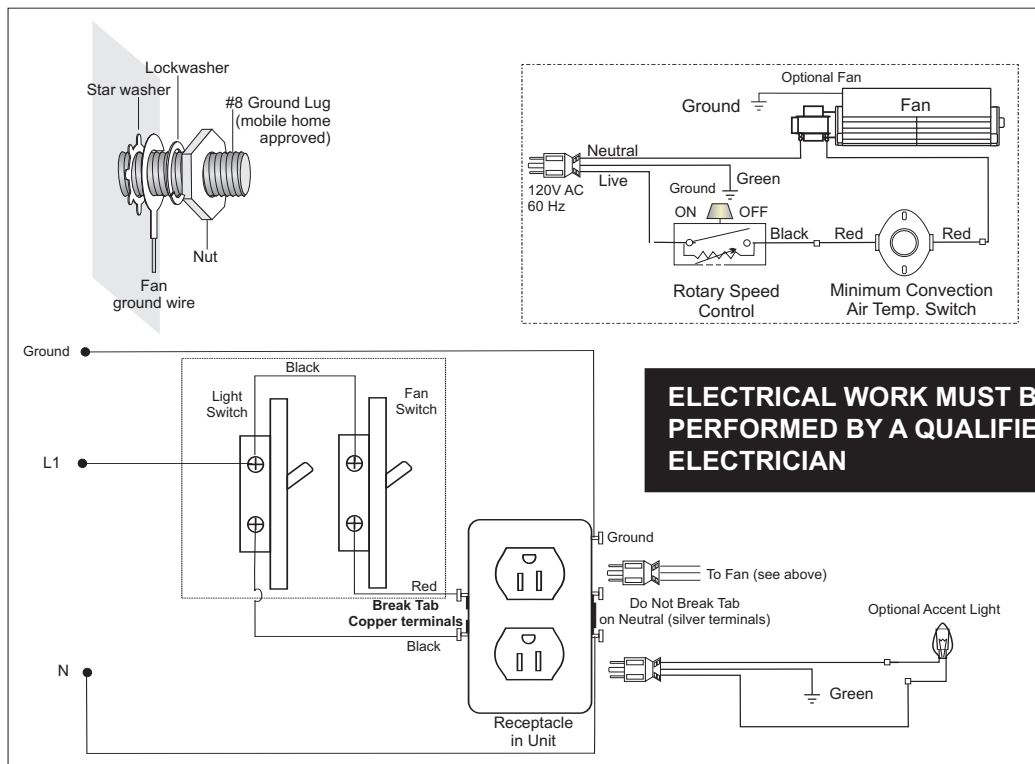 Lockwasher
Star washer
#8 Ground Lug
(mobile home
approved)
Nut
Fan
ground wire
Optional Fan
Ground
Fan
Neutral
Live
Green
120V AC
60 Hz
Ground
ON
OFF
Black
Red
Red
Rotary Speed
Control
Minimum Convection
Air Temp. Switch
Ground
Black
Light
Switch
Fan
Switch
L1
ELECTRICAL WORK MUST B
PERFORMED BY A QUALIFIE
ELECTRICIAN
Ground
To Fan (see above)
Red
Break Tab
Copper terminals
Black
Do Not Break Tab
on Neutral (silver terminals)
Optional Accent Light
N
Green
Receptacle
in Unit